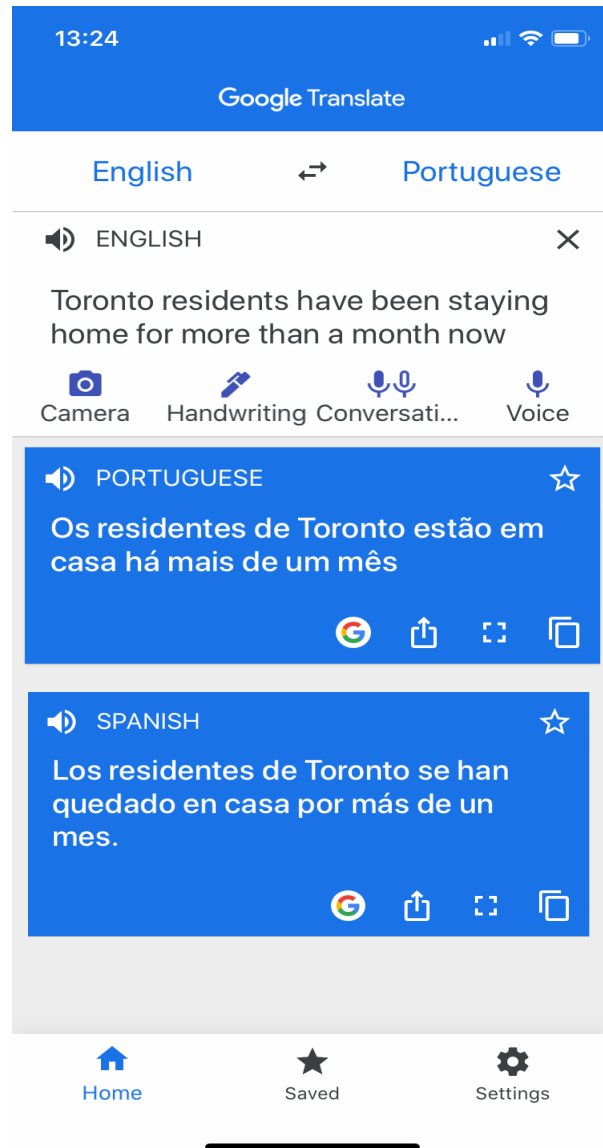 13:24
Google Translate
English Portuguese
ENGLISH
Toronto residents have been staying
home for more than a month now
Camera Handwriting Conversati... Voice
PORTUGUESE
Os residentes de Toronto estão em
casa há mais de um mês
SPANISH
Los residentes de Toronto se han
quedado en casa por más de un
mes.
Home Saved Settings